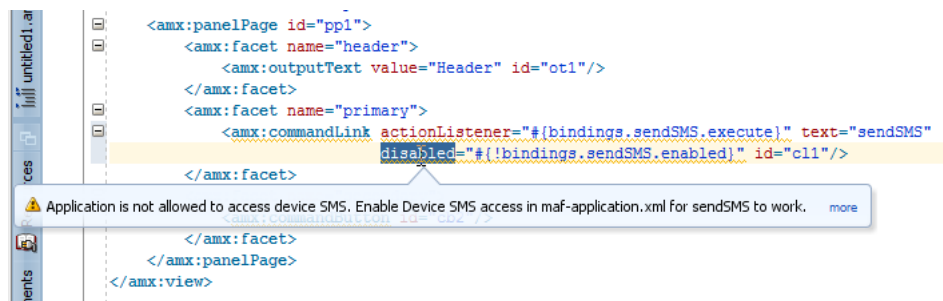 <amx:panelPage id="pp1">
<amx:facet name="header">
<amx:outputText value="Header" id="ot1"/>
</amx:facet>
<amx:facet name="primary">
<amx:commandLink actionListener="#{bindings.sendSMS.execute}" text="sendSMS"
disabled="#{!bindings.sendSMS.enabled}" id="cl1"/>
</amx:facet>
Application is not allowed to access device SMS. Enable Device SMS access in maf-application.xml for sendSMS to work. more
<amx:commandButton id="cb2"/>
</amx:facet>
</amx:panelPage>
</amx:view>
untitled1.a